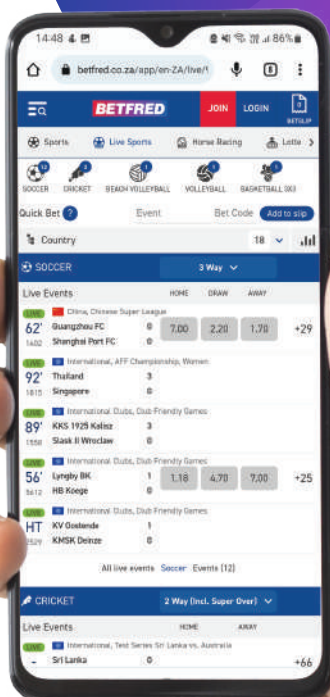 14:48
86%
betfred.co.za/app/en-ZA/live/
6
BETFRED
JOIN
LOGIN
0
BETSLIP
Sports
Live Sports
Horse Racing
Lotto
SOCCER
CRICKET
BEACH VOLLEYBALL
VOLLEYBALL
BASKETBALL 3X3
Quick Bet ?
Event
Bet Code
Add to slip
Country
18
SOCCER
3 Way
Live Events
HOME DRAW AWAY
LIVE China, Chinese Super League
62' Guangzhou FC 0 7.00 2.20 1.70 +29
1402 Shanghai Port FC 0
LIVE International, AFF Championship, Women
92' Thailand 3
1815 Singapore 0
LIVE International Clubs, Club Friendly Games
89' KKS 1925 Kalisz 3
1558 Slask II Wroclaw 0
LIVE International Clubs, Club Friendly Games
56' Lyngby BK 1 1.18 4.70 7.00 +25
5612 HB Koege 0
LIVE International Clubs, Club Friendly Games
HT KV Oostende 1
2529 KMSK Deinze 0
All live events Soccer Events (12)
CRICKET
2 Way (Incl. Super Over)
Live Events
HOME AWAY
LIVE International, Test Series Sri Lanka vs. Australia
- Sri Lanka 0 +66